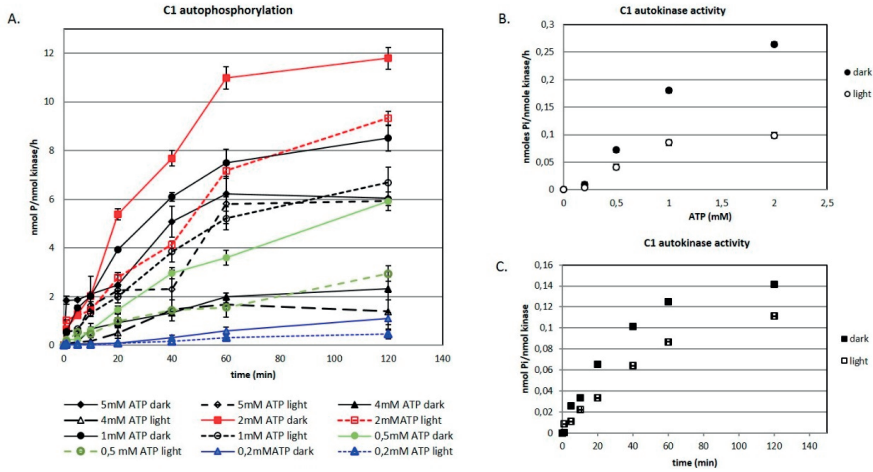 A.
C1 autophosphorylation
nmol P/nmol kinase/h
12
10
8
6
4
2
0
0 20 40 60 80 100 120 140
time (min)
5mM ATP dark 5mM ATP light 4mM ATP dark
4mM ATP light 2mM ATP dark 2mMATP light
1mM ATP dark 1mM ATP light 0,5mM ATP dark
0,5 mM ATP light 0,2mMATP dark 0,2mM ATP light
B.
C1 autokinase activity
nmoles Pi/nmole kinase/h
0,3
0,25
0,2
0,15
0,1
0,05
0
0 0,5 1 1,5 2 2,5
ATP (mM)
dark
light
C.
C1 autokinase activity
nmol Pi/nmol kinase
0,16
0,14
0,12
0,1
0,08
0,06
0,04
0,02
0
0 20 40 60 80 100 120 140
time (min)
dark
light